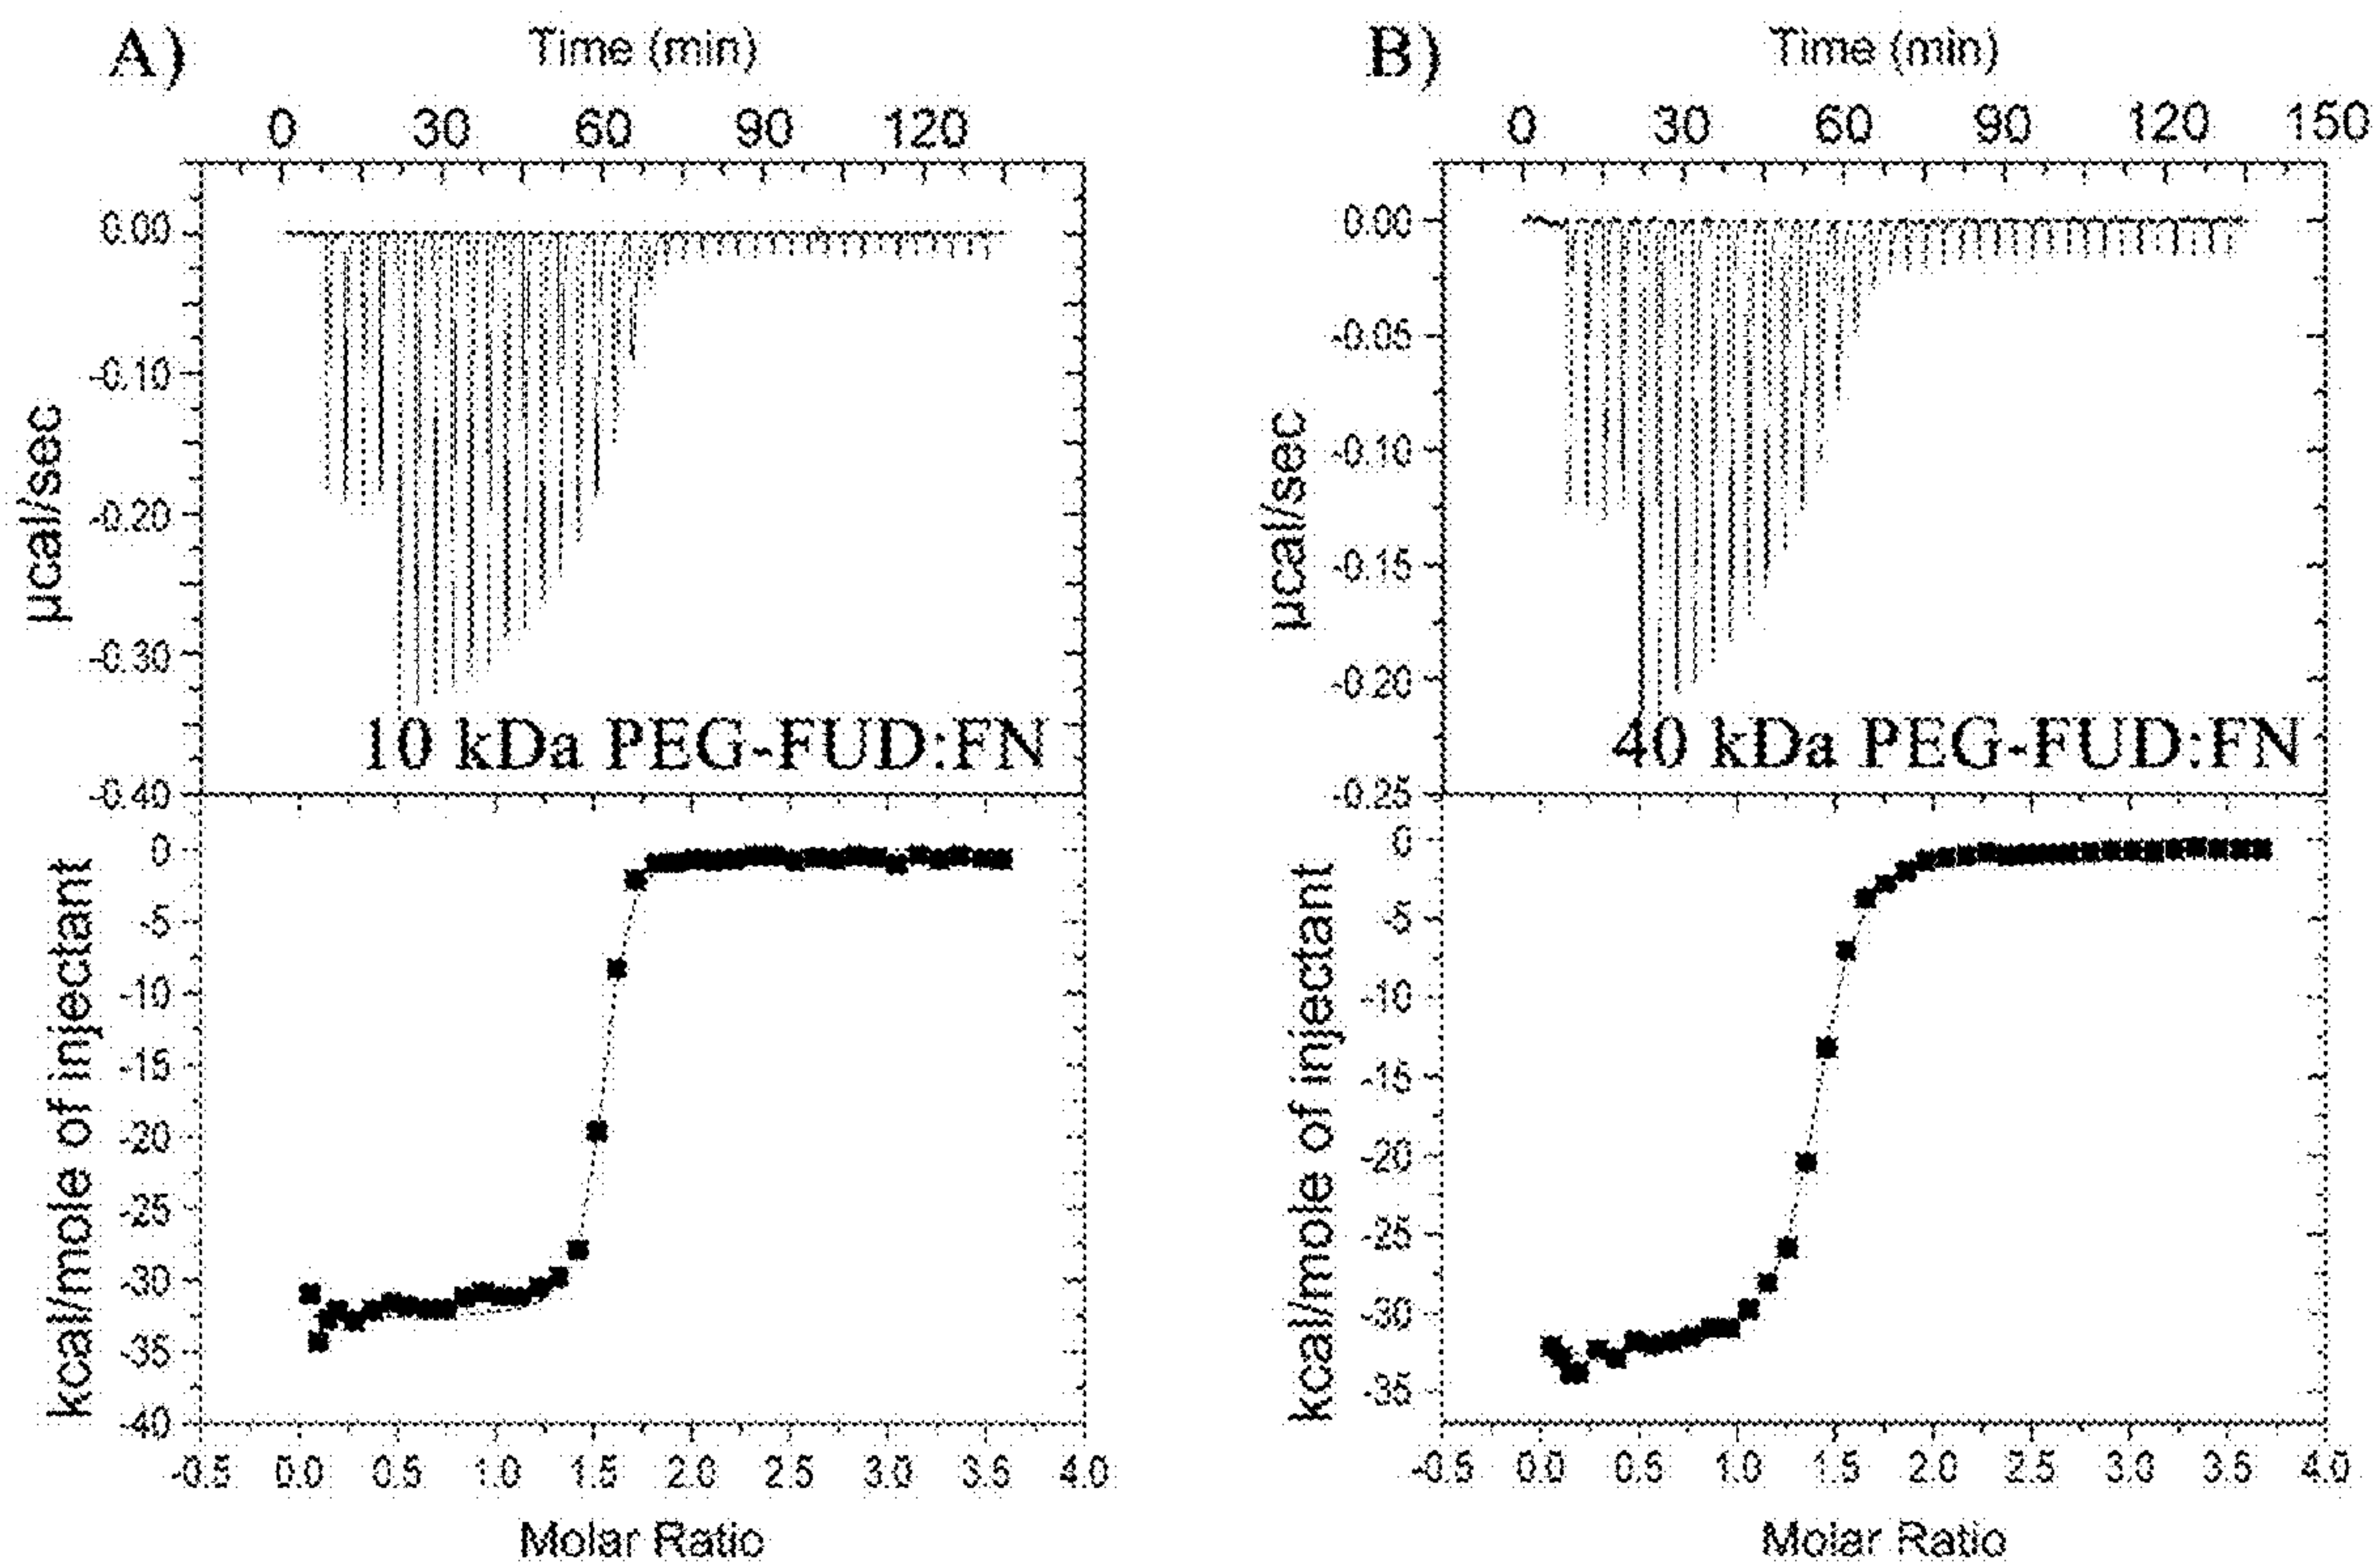 A)
Time (min)
0 30 60 90 120
0.00
-0.10
-0.20
-0.30
-0.40
µcal/sec
10 kDa PEG-FUD:FN
0
-5
-10
-15
-20
-25
-30
-35
-40
kcal/mole of injectant
-0.5 0.0 0.5 1.0 1.5 2.0 2.5 3.0 3.5 4.0
Molar Ratio
B)
Time (min)
0 30 60 90 120 150
0.00
-0.05
-0.10
-0.15
-0.20
-0.25
µcal/sec
40 kDa PEG-FUD:FN
0
-5
-10
-15
-20
-25
-30
-35
kcal/mole of injectant
-0.5 0.0 0.5 1.0 1.5 2.0 2.5 3.0 3.5 4.0
Molar Ratio